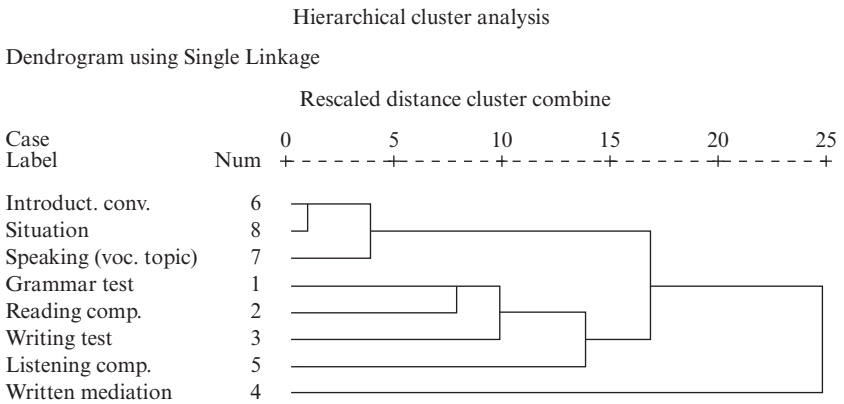 Hierarchical cluster analysis
Dendrogram using Single Linkage
Rescaled distance cluster combine
Case 0 5 10 15 20 25
Label Num
Introduct. conv. 6
Situation 8
Speaking (voc. topic) 7
Grammar test 1
Reading comp. 2
Writing test 3
Listening comp. 5
Written mediation 4